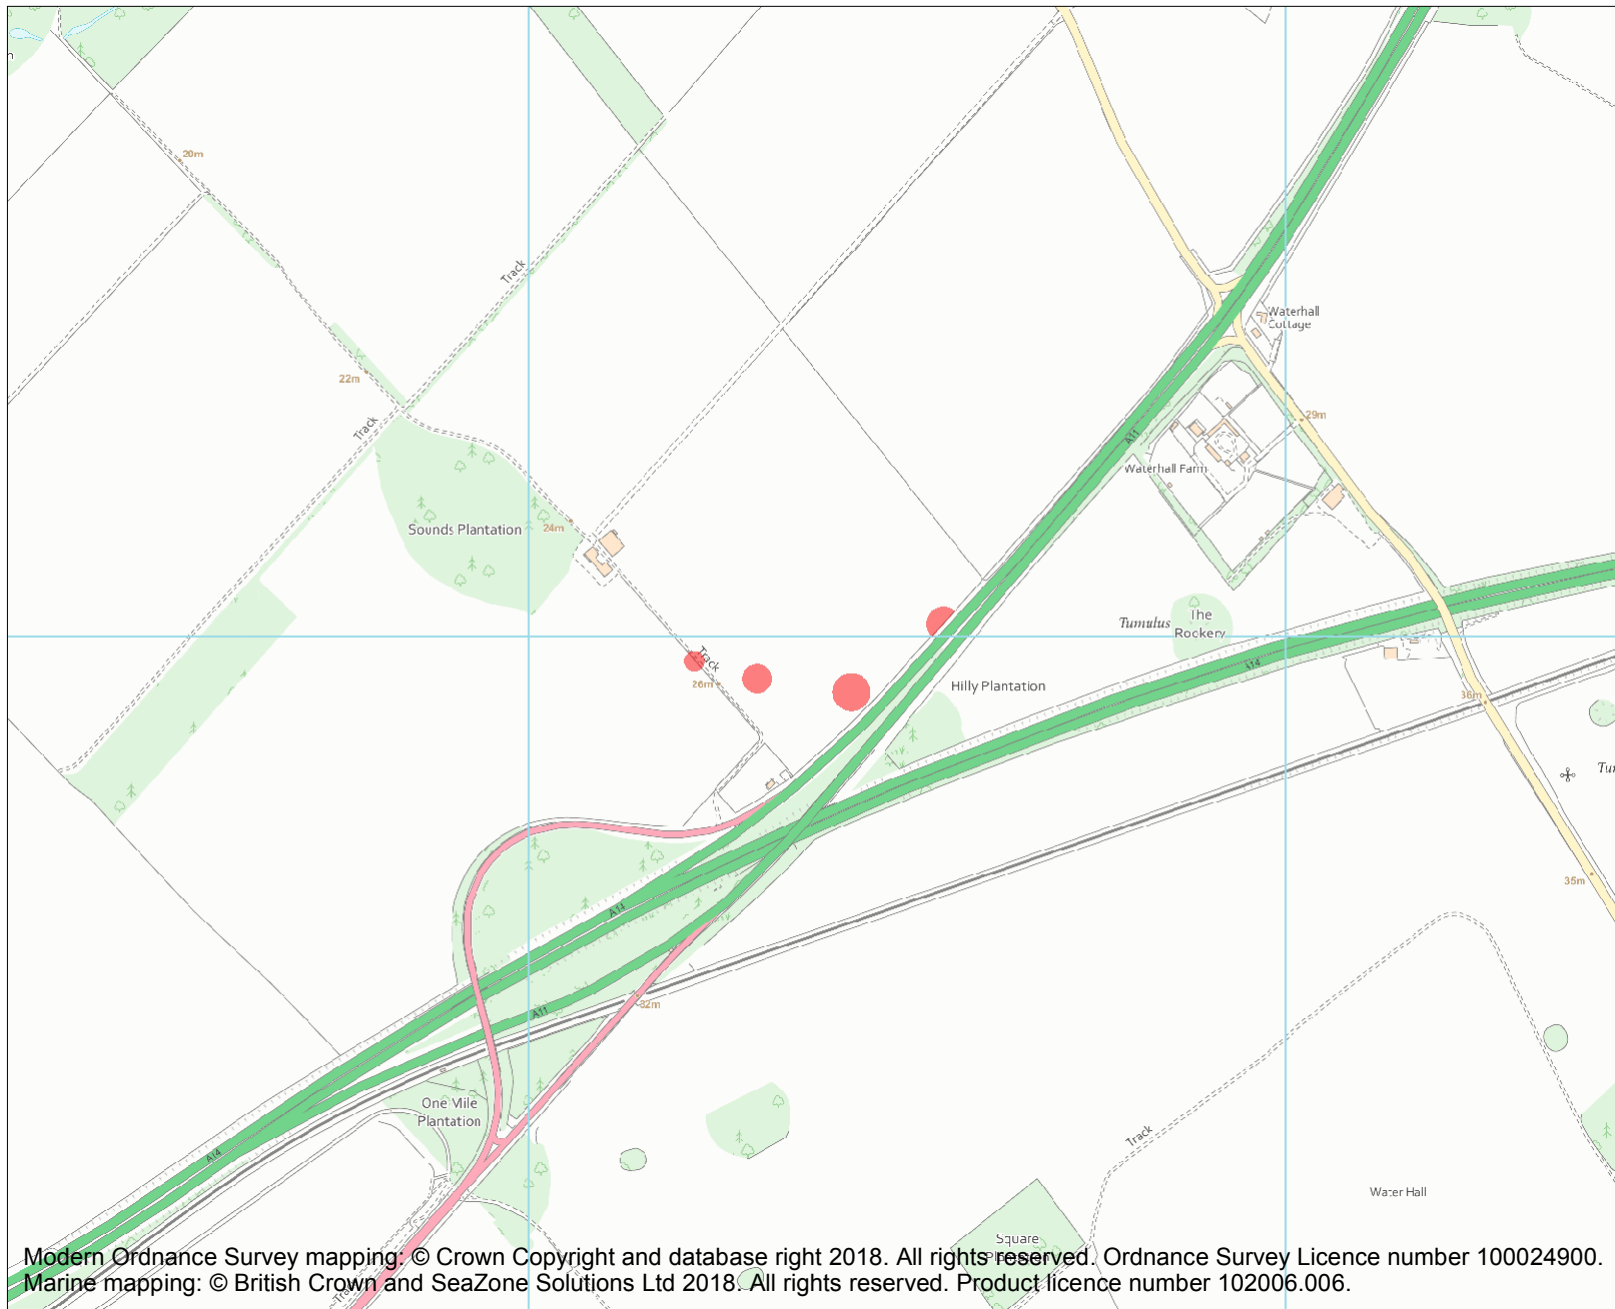 20m
Track
Waterhall
Cottage
22m
29m
Track
A11
Waterhall Farm
Sounds Plantation
24m
The
Tumulus
Rockery
Track
A14
26m
Hilly Plantation
36m
35m
A14
32m
A11
One Mile
Plantation
A14
Track
Water Hall
Square
Plantation
Modern Ordnance Survey mapping: © Crown Copyright and database right 2018. All rights reserved. Ordnance Survey Licence number 100024900.
Marine mapping: © British Crown and SeaZone Solutions Ltd 2018. All rights reserved. Product licence number 102006.006.
Track